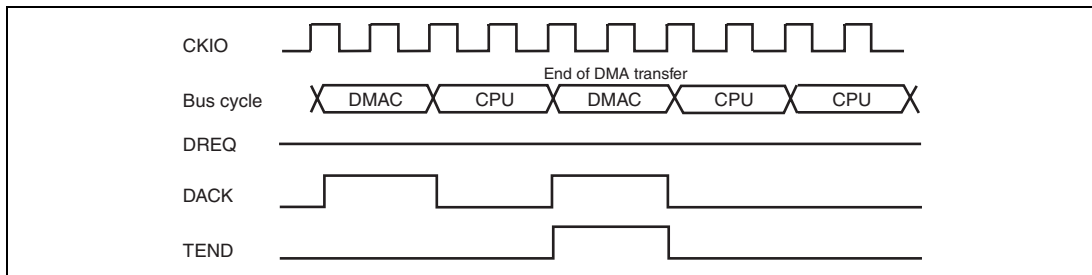 CKIO
End of DMA transfer
Bus cycle DMAC CPU DMAC CPU CPU
DREQ
DACK
TEND